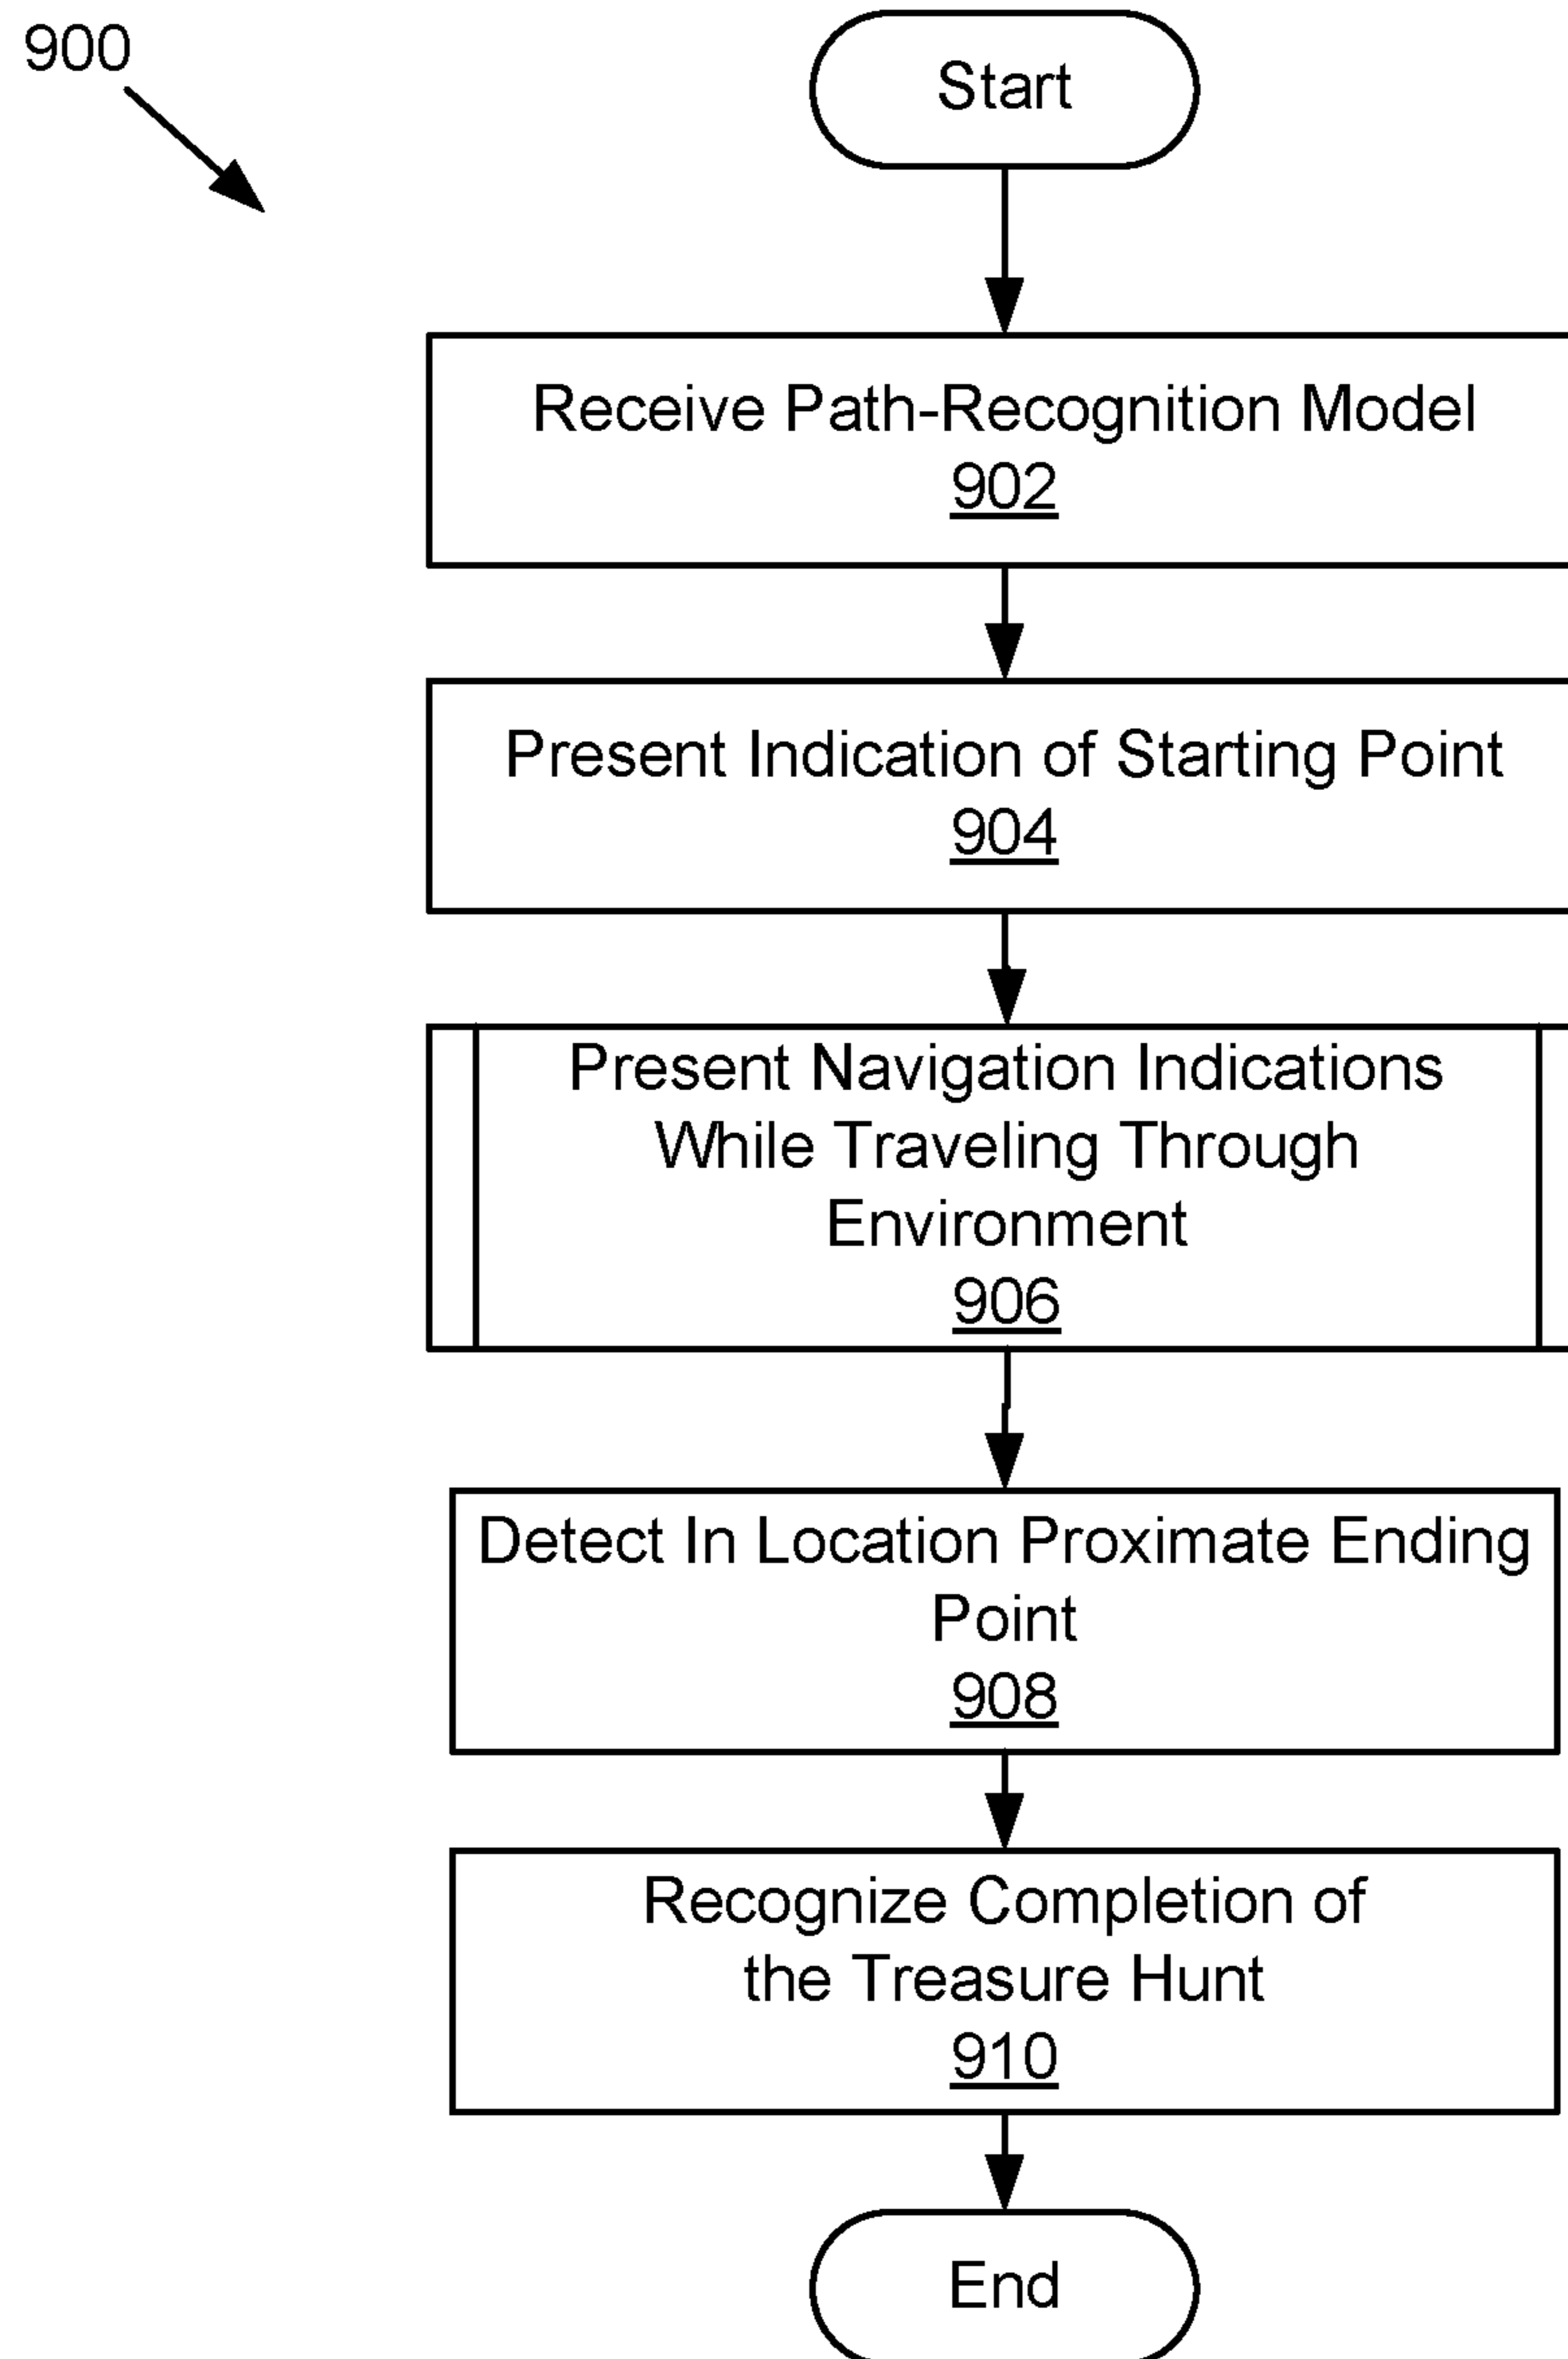 900
Start
Receive Path-Recognition Model
902
Present Indication of Starting Point
904
Present Navigation Indications
While Traveling Through
Environment
906
Detect In Location Proximate Ending
Point
908
Recognize Completion of
the Treasure Hunt
910
End